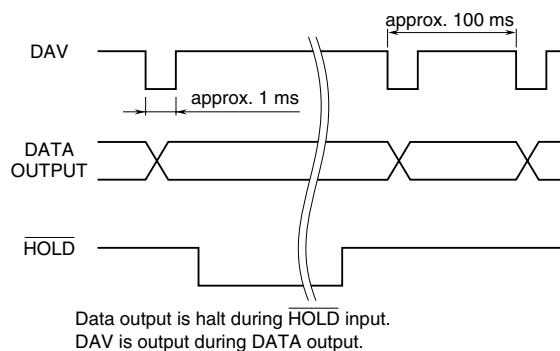 approx. 100 ms
DAV
approx. 1 ms
DATA
OUTPUT
HOLD
Data output is halt during HOLD input.
DAV is output during DATA output.